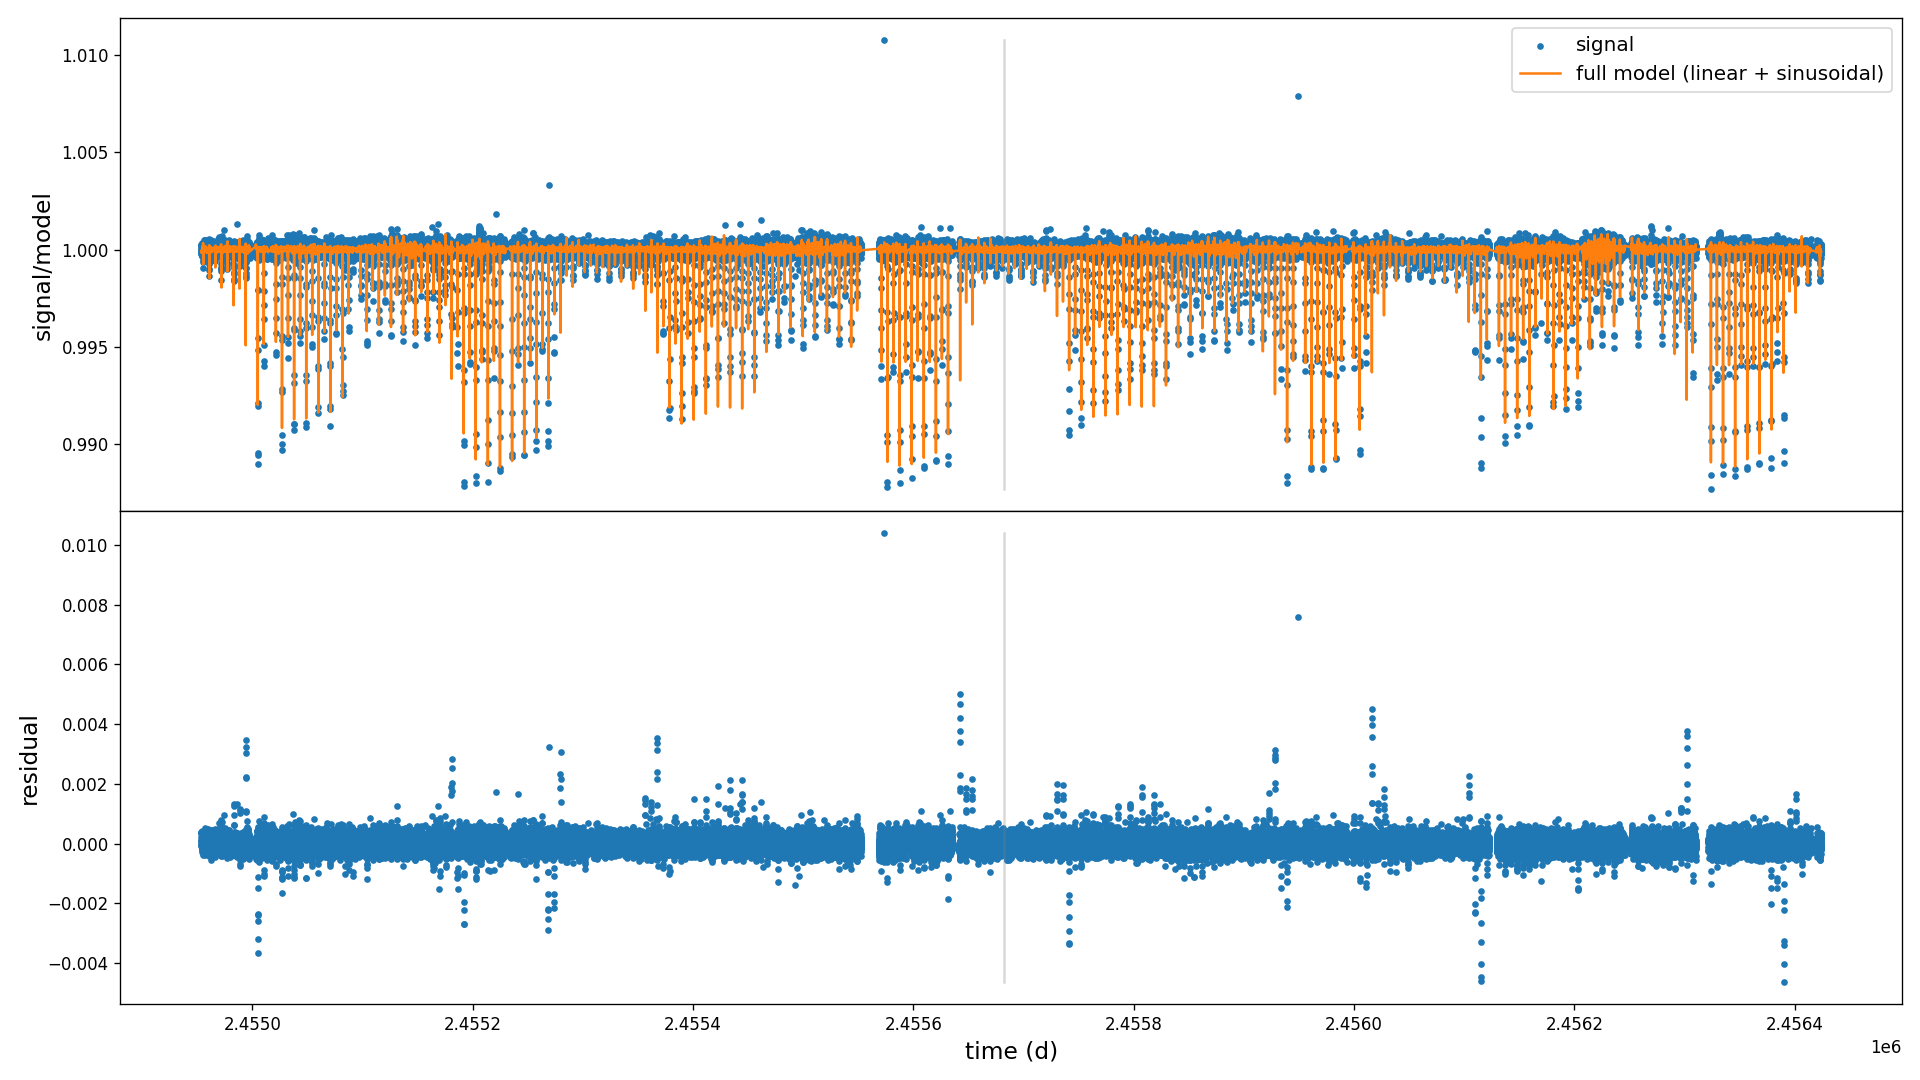 signal
full model (linear + sinusoidal)
signal/model
1.010
1.005
1.000
0.995
0.990
residual
0.010
0.008
0.006
0.004
0.002
0.000
−0.002
−0.004
2.4550 2.4552 2.4554 2.4556 2.4558 2.4560 2.4562 2.4564
time (d)
1e6